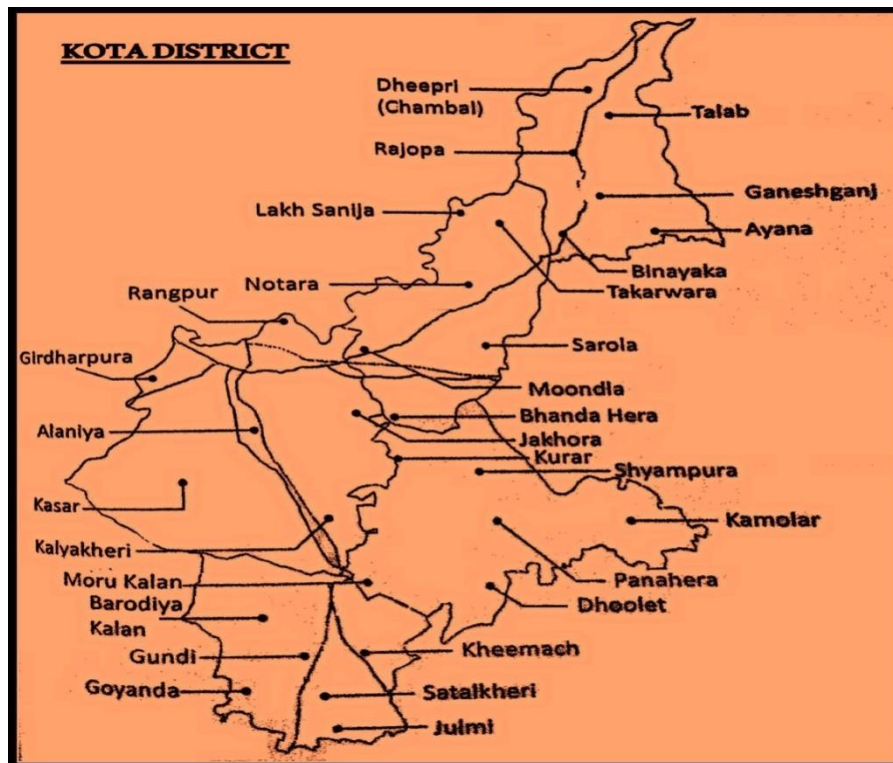 KOTA DISTRICT
Dheepri
(Chambal)
Talab
Rajopa
Ganeshganj
Lakh Sanija
Ayana
Binayaka
Takarwara
Notara
Rangpur
Sarola
Girdharpura
Moondla
Bhanda Hera
Jakhora
Alaniya
Kurar
Shyampura
Kasar
Kamolar
Kalyakheri
Moru Kalan
Panahera
Barodiya
Kalan
Dhoolet
Gundi
Kheemach
Goyanda
Satalkheri
Julmi